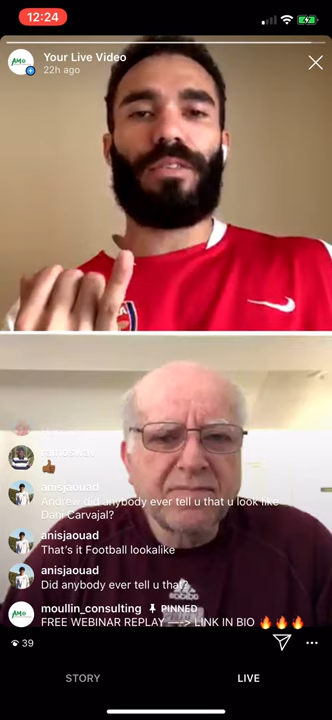 12:24
AMO
Your Live Video
22h ago
anisjaouad
Andrew did anybody ever tell u that u look like
Dani Carvajal?
anisjaouad
That's it Football lookalike
anisjaouad
Did anybody ever tell u that?
adidas
moullin_consulting PINNED
FREE WEBINAR REPLAY —-> LINK IN BIO 🔥🔥🔥
39
STORY
LIVE